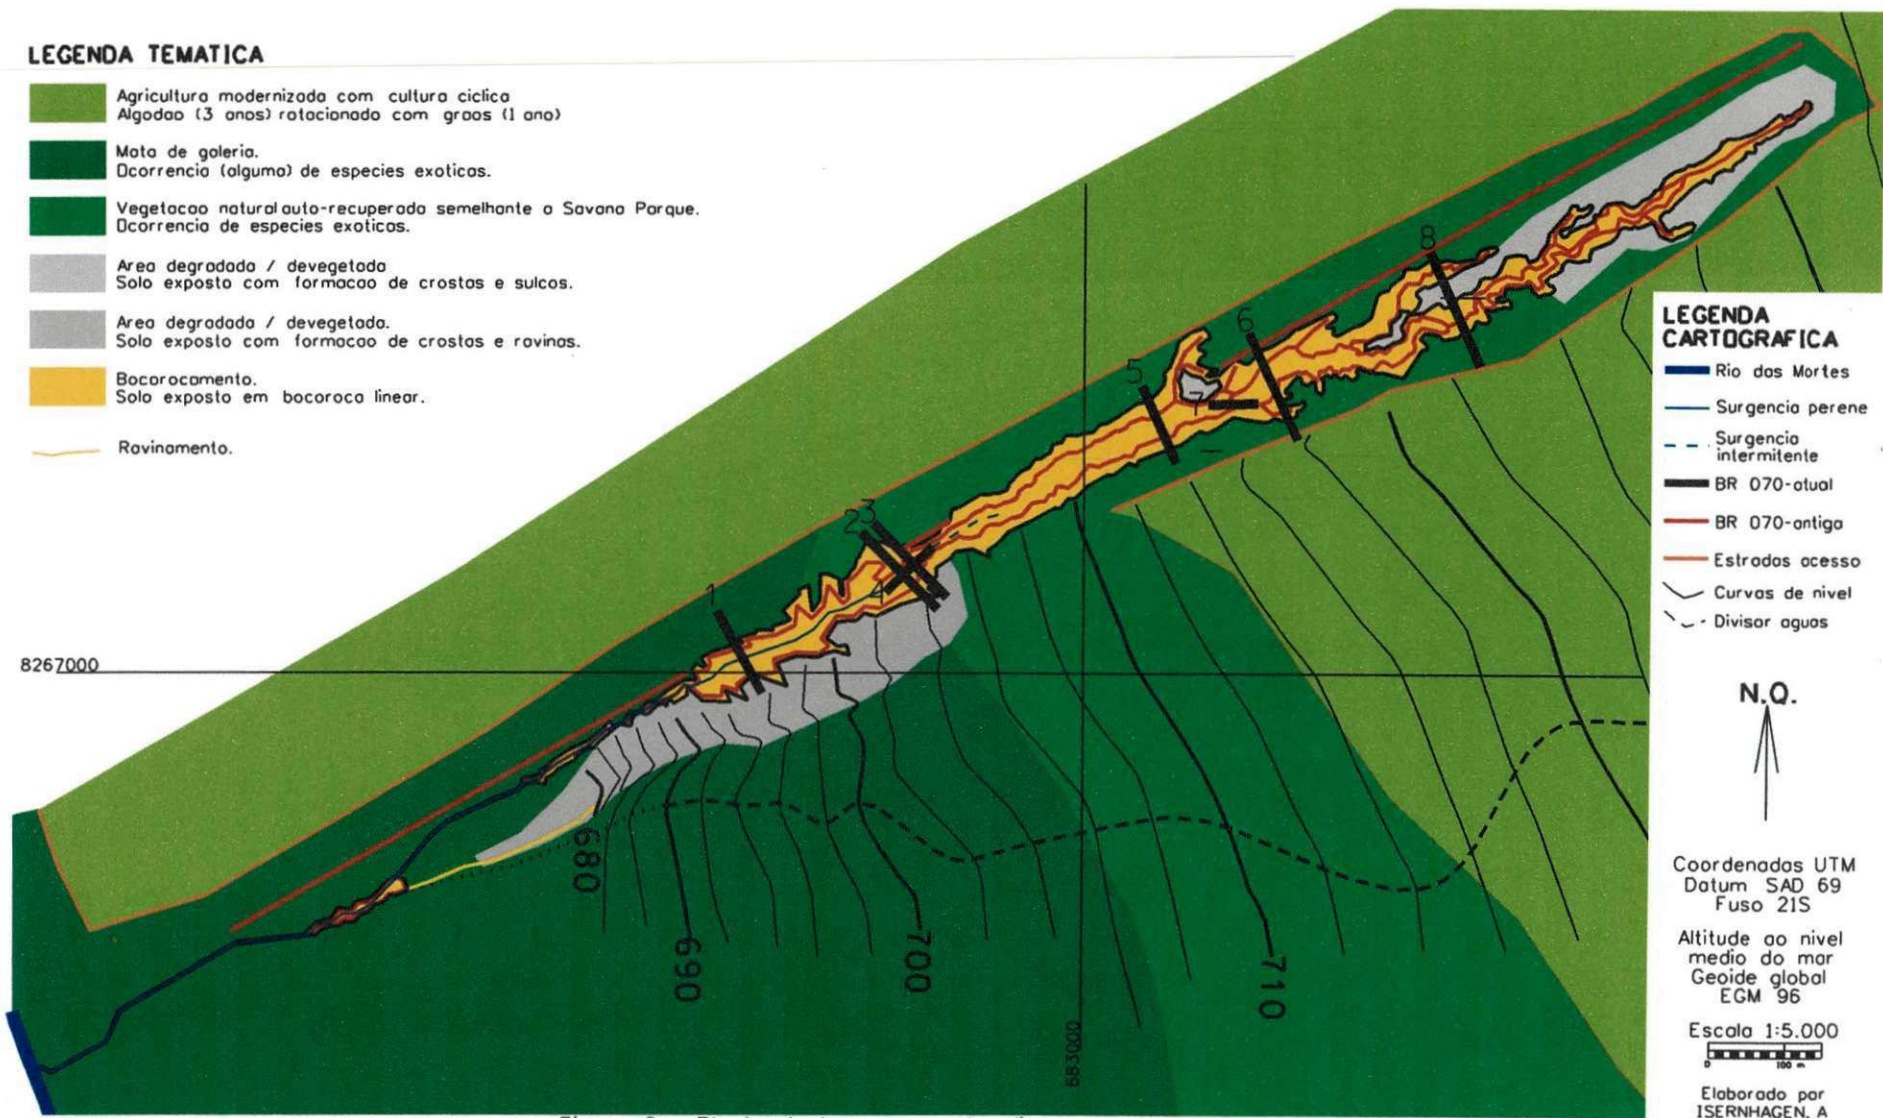 LEGENDA TEMATICA
Agricultura modernizada com cultura ciclica
Algodao (3 anos) rotacionado com graos (1 ano)
Mata de galeria.
Ocorrencia (alguma) de especies exoticas.
Vegetacao natural auto-recuperada semelhante a Savana Parque.
Ocorrencia de especies exoticas.
Area degradada / devegetada
Solo exposto com formacao de crostas e sulcos.
Area degradada / devegetada.
Solo exposto com formacao de crostas e ravinas.
Bocorocamento.
Solo exposto em bocoroca linear.
Ravinamento.
8
6
5
7
2 3
4
1
8267000
680
690
700
710
683000
LEGENDA
CARTOGRAFICA
Rio das Mortes
Surgencia perene
Surgencia
intermitente
BR 070-atual
BR 070-antiga
Estradas acesso
Curvas de nivel
Divisor aguas
N.Q.
Coordenadas UTM
Datum SAD 69
Fuso 21S
Altitude ao nivel
medio do mar
Geoide global
EGM 96
Escala 1:5.000
0 100 m
Elaborado por
ISERNHAGEN, A